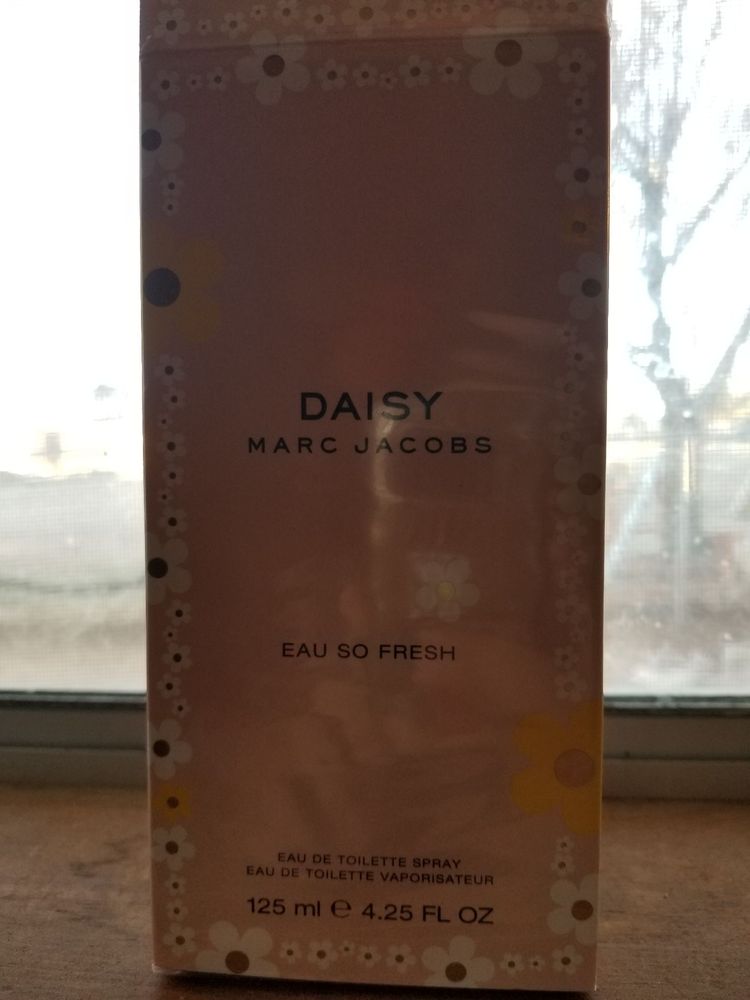 DAISY
MARC JACOBS
EAU SO FRESH
EAU DE TOILETTE SPRAY
EAU DE TOILETTE VAPORISATEUR
125 ml ℮ 4.25 FL OZ